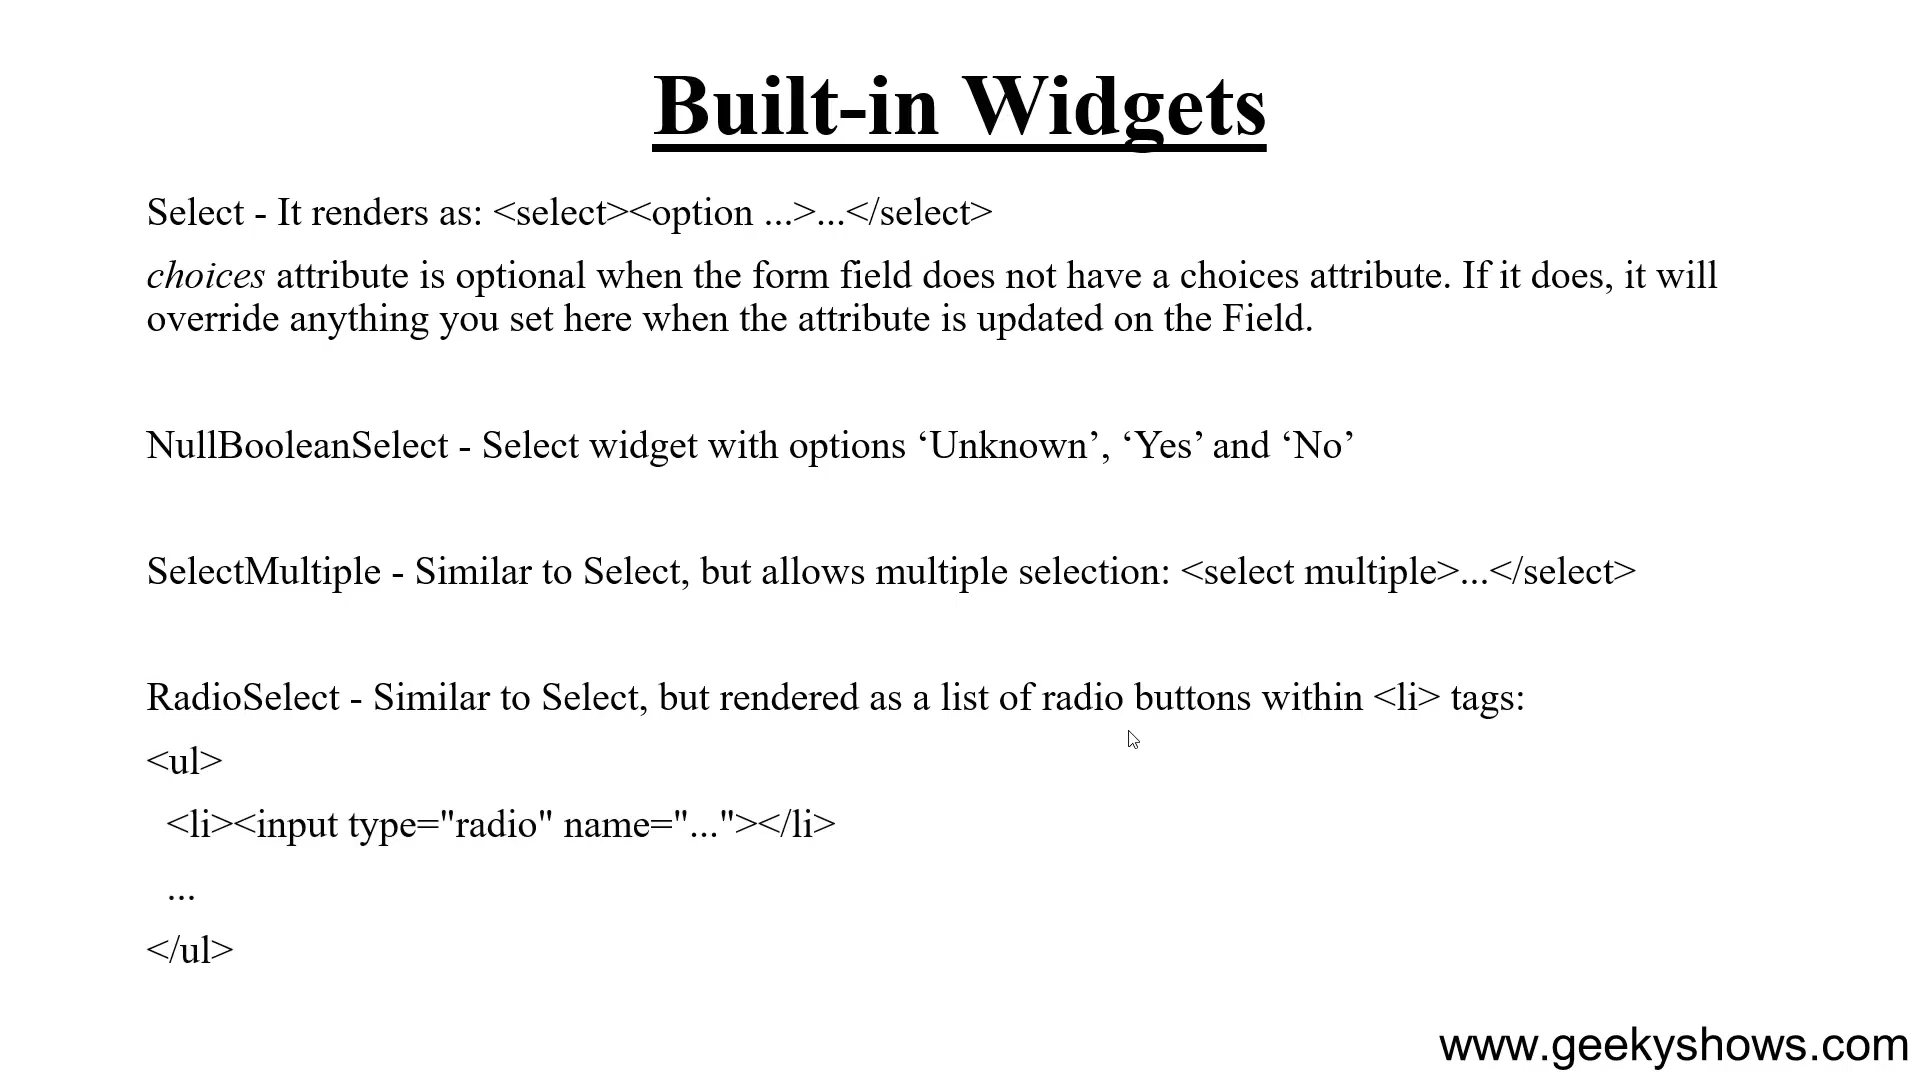 Built-in Widgets
Select - It renders as: <select><option ...>...</select>
choices attribute is optional when the form field does not have a choices attribute. If it does, it will
override anything you set here when the attribute is updated on the Field.
NullBooleanSelect - Select widget with options ‘Unknown’, ‘Yes’ and ‘No’
SelectMultiple - Similar to Select, but allows multiple selection: <select multiple>...</select>
RadioSelect - Similar to Select, but rendered as a list of radio buttons within <li> tags:
<ul>
<li><input type="radio" name="..."></li>
...
</ul>
www.geekyshows.com